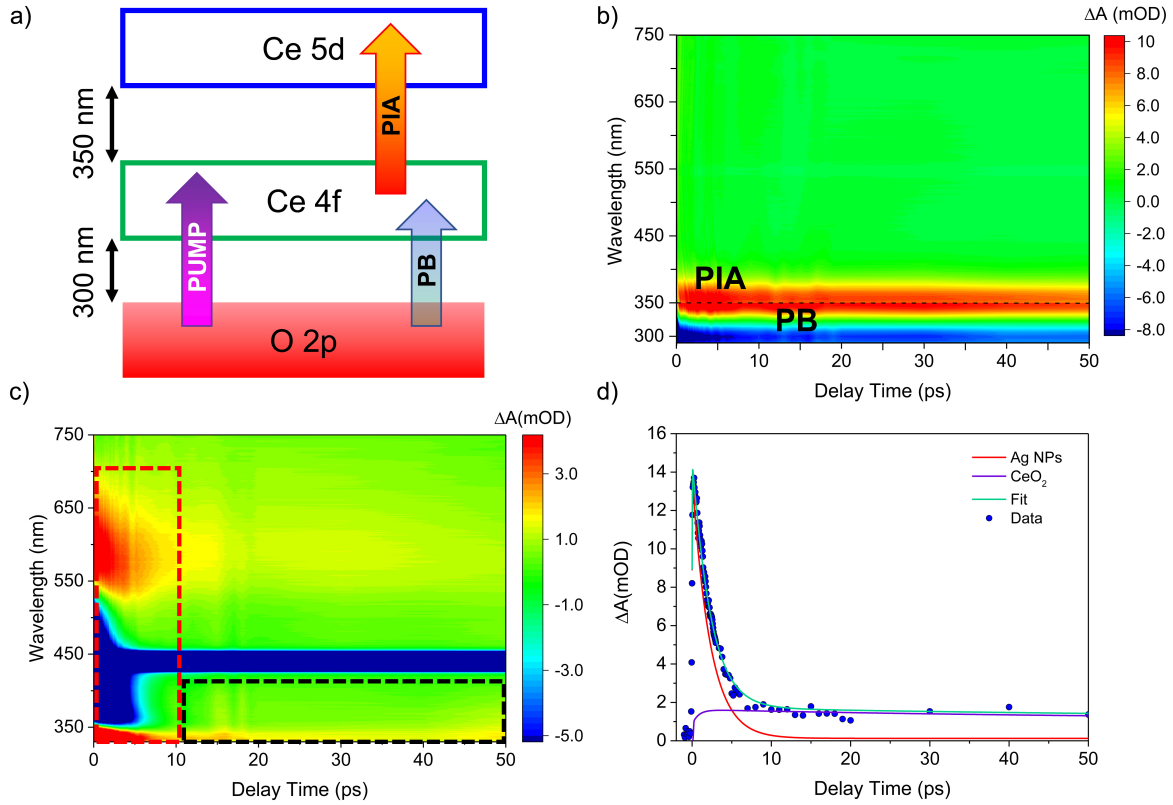 a)
Ce 5d
PIA
350 nm
Ce 4f
PUMP
PB
300 nm
O 2p
b)
ΔA (mOD)
750
650
550
450
350
300
Wavelength (nm)
PIA
PB
0 10 20 30 40 50
Delay Time (ps)
10
8.0
6.0
4.0
2.0
0.0
-2.0
-4.0
-6.0
-8.0
c)
ΔA(mOD)
750
650
550
450
350
Wavelength (nm)
0 10 20 30 40 50
Delay Time (ps)
3.0
1.0
-1.0
-3.0
-5.0
d)
16
14
12
10
8
6
4
2
0
ΔA(mOD)
Ag NPs
CeO₂
Fit
Data
0 10 20 30 40 50
Delay Time (ps)